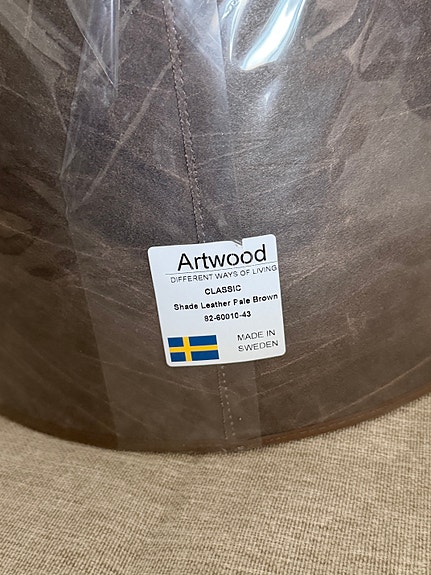 Artwood
DIFFERENT WAYS OF LIVING
CLASSIC
Shade Leather Pale Brown
82-60010-43
MADE IN
SWEDEN